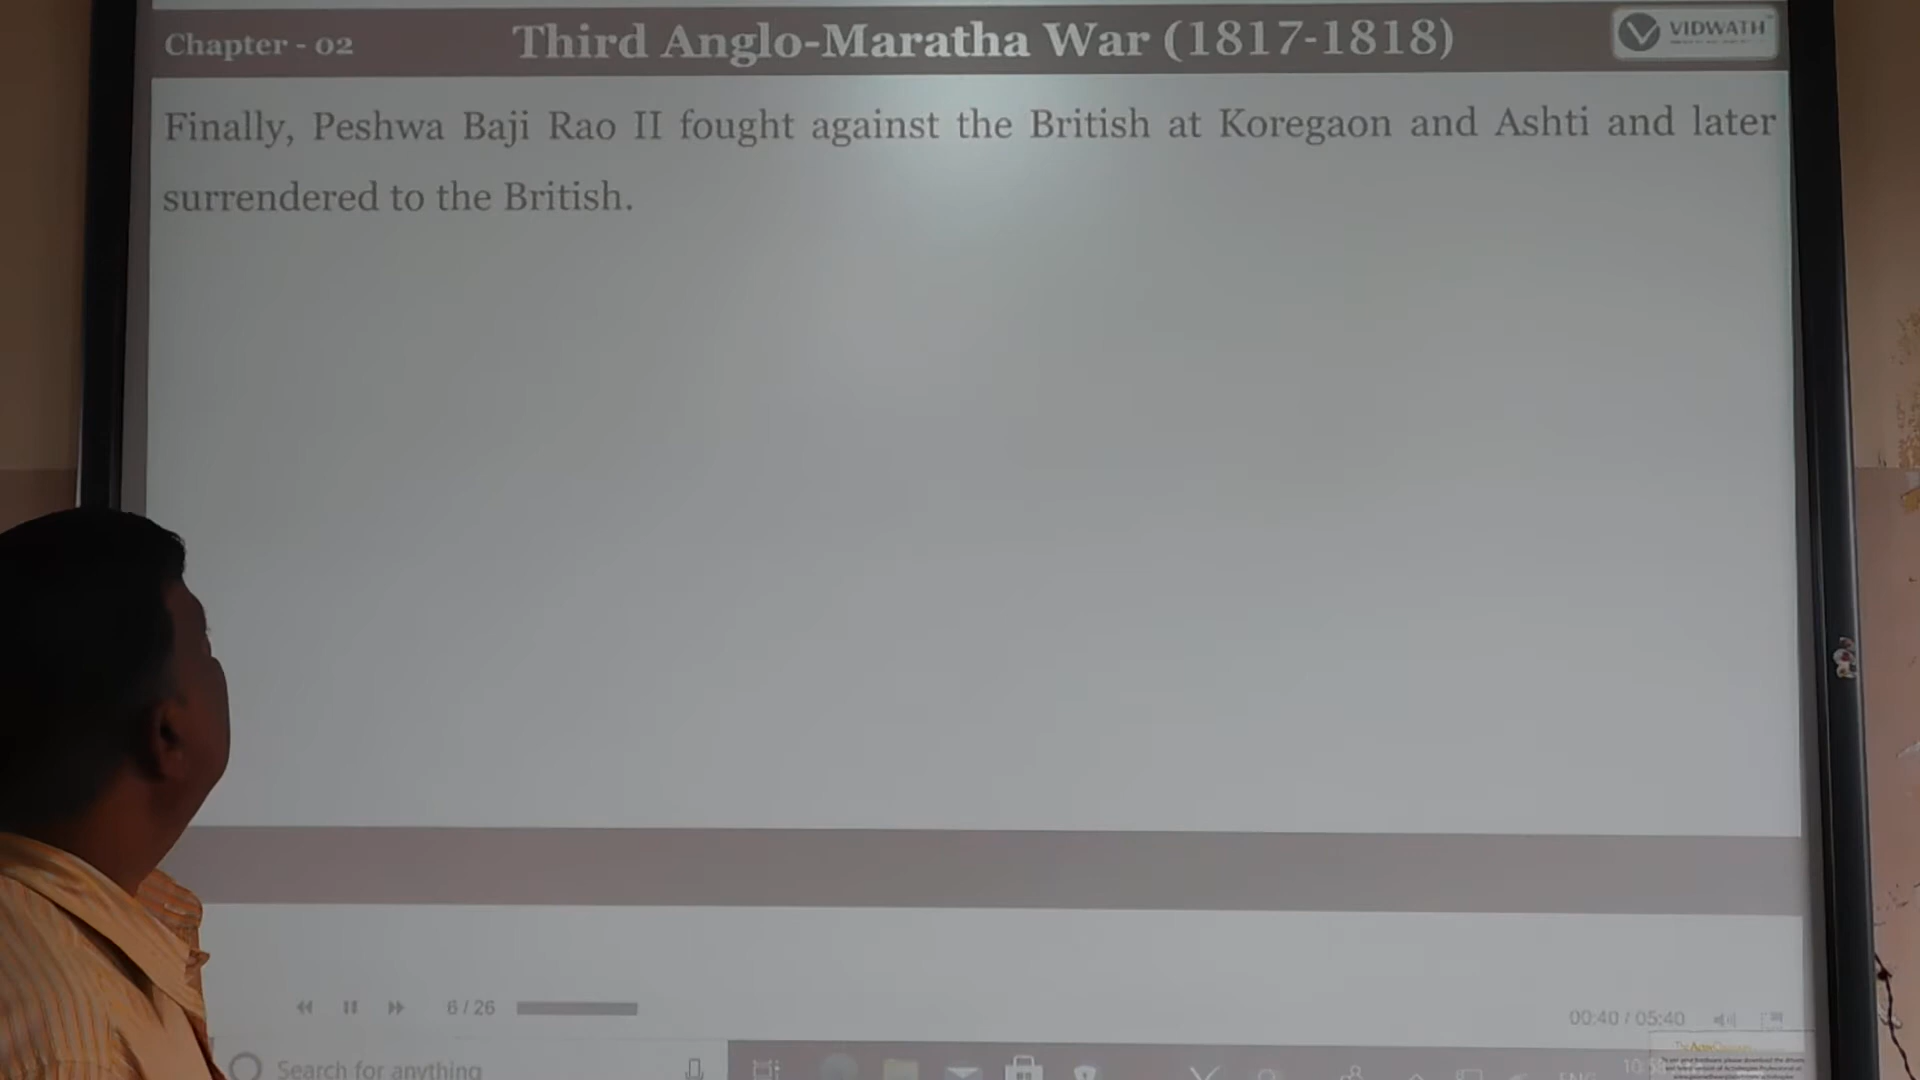 Chapter - 02
Third Anglo-Maratha War (1817-1818)
VIDWATH
Finally, Peshwa Baji Rao II fought against the British at Koregaon and Ashti and later
surrendered to the British.
6 / 26
00:40 / 05:40
Search for anything
ENG